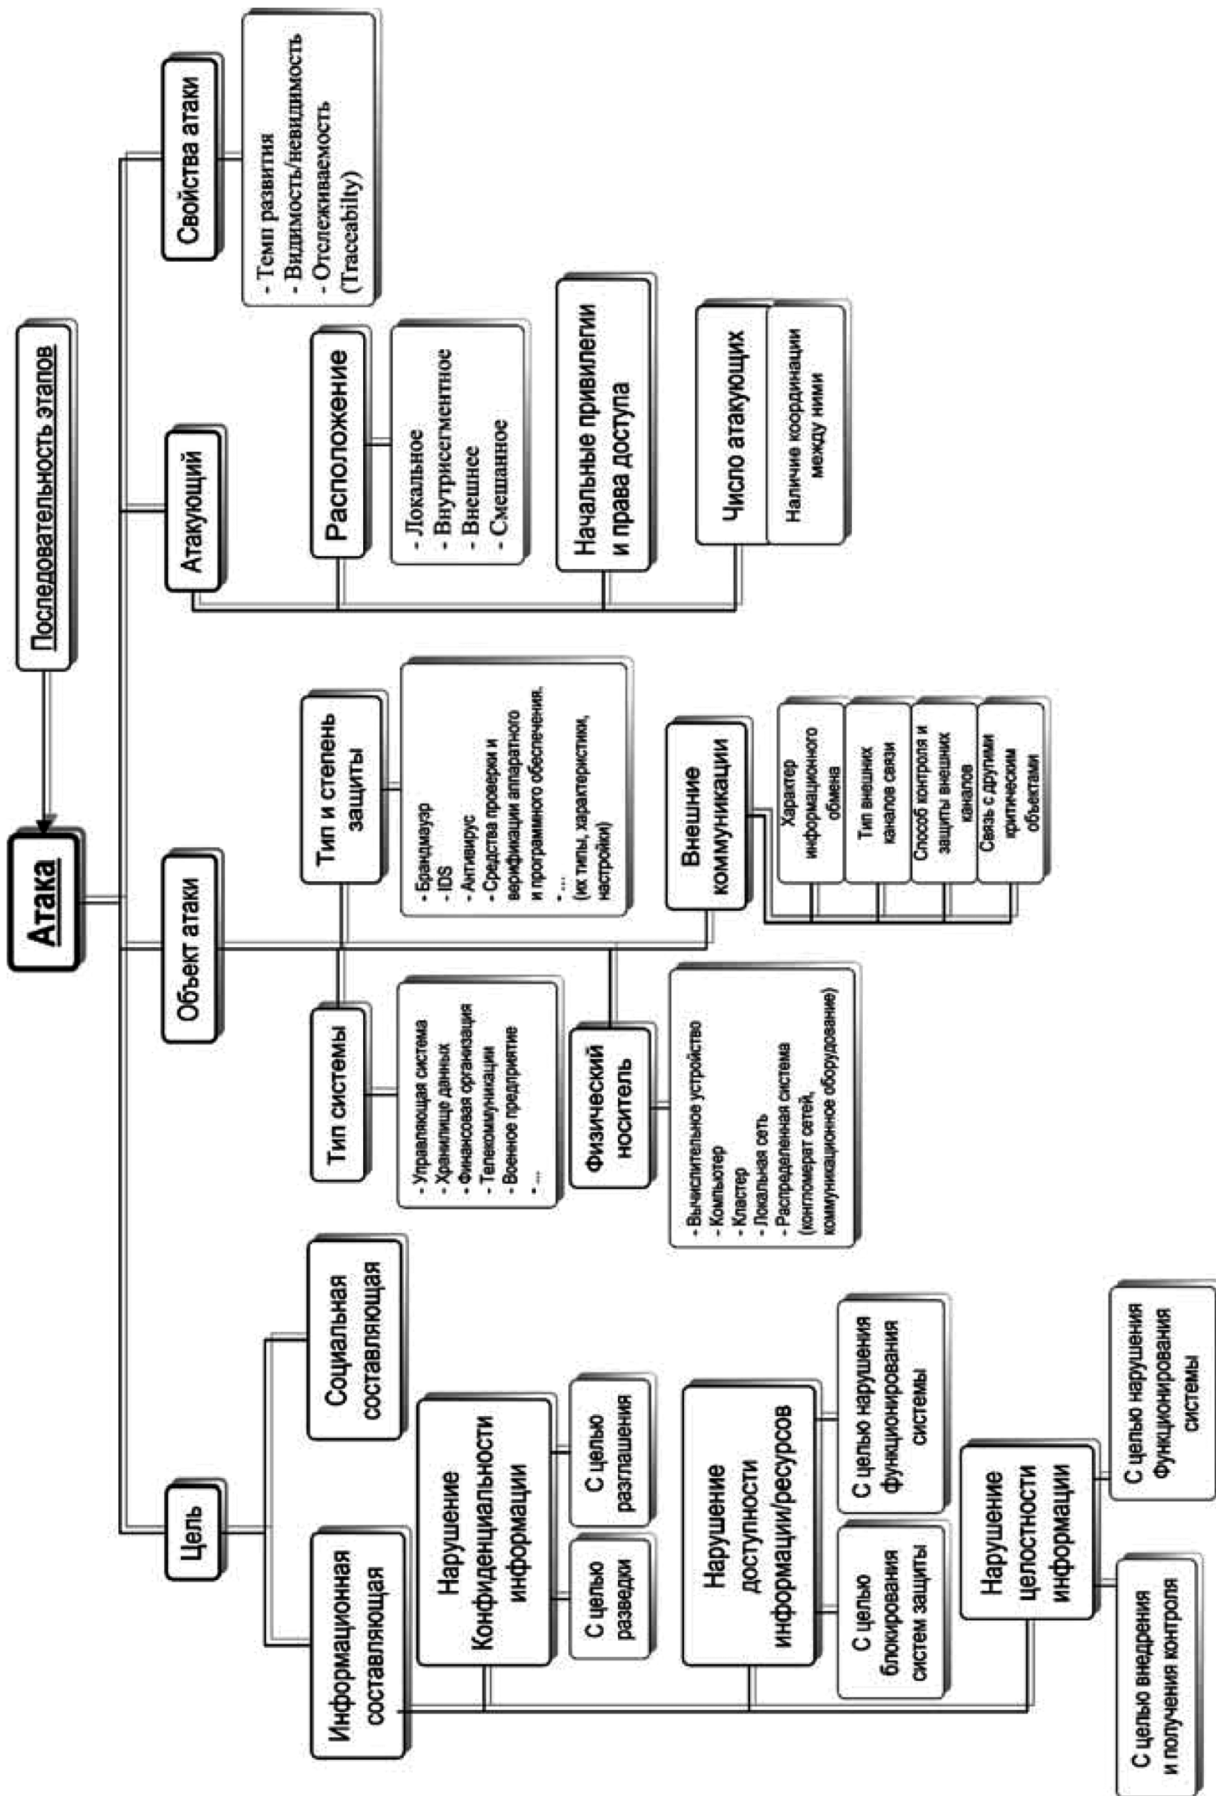 Последовательность этапов
Атака
Цель
Объект атаки
Атакующий
Свойства атаки
Информационная
составляющая
Социальная
составляющая
Нарушение
Конфиденциальности
информации
С целью
разведки
С целью
разглашения
Нарушение
доступности
информации/ресурсов
С целью
блокирования
систем защиты
С целью нарушения
функционирования
системы
Нарушение
целостности
информации
С целью внедрения
и получения контроля
С целью нарушения
Функционирования
системы
Тип системы
- Управляющая система
- Хранилище данных
- Финансовая организация
- Телекоммуникации
- Военное предприятие
- ...
Тип и степень
защиты
- Брандмауэр
- IDS
- Антивирус
- Средства проверки и
верификации аппаратного
и программного обеспечения.
- ...
(их типы, характеристики,
настройки)
Физический
носитель
- Вычислительное устройство
- Компьютер
- Кластер
- Локальная сеть
- Распределенная система
(конгломерат сетей,
коммуникационное оборудование)
Внешние
коммуникации
Характер
информационного
обмена
Тип внешних
каналов связи
Способ контроля и
защиты внешних
каналов
Связь с другими
критическим
объектами
Расположение
- Локальное
- Внутрисегментное
- Внешнее
- Смешанное
Начальные привилегии
и права доступа
Число атакующих
Наличие координации
между ними
- Темп развития
- Видимость/невидимость
- Отслеживаемость
(Traceabilty)